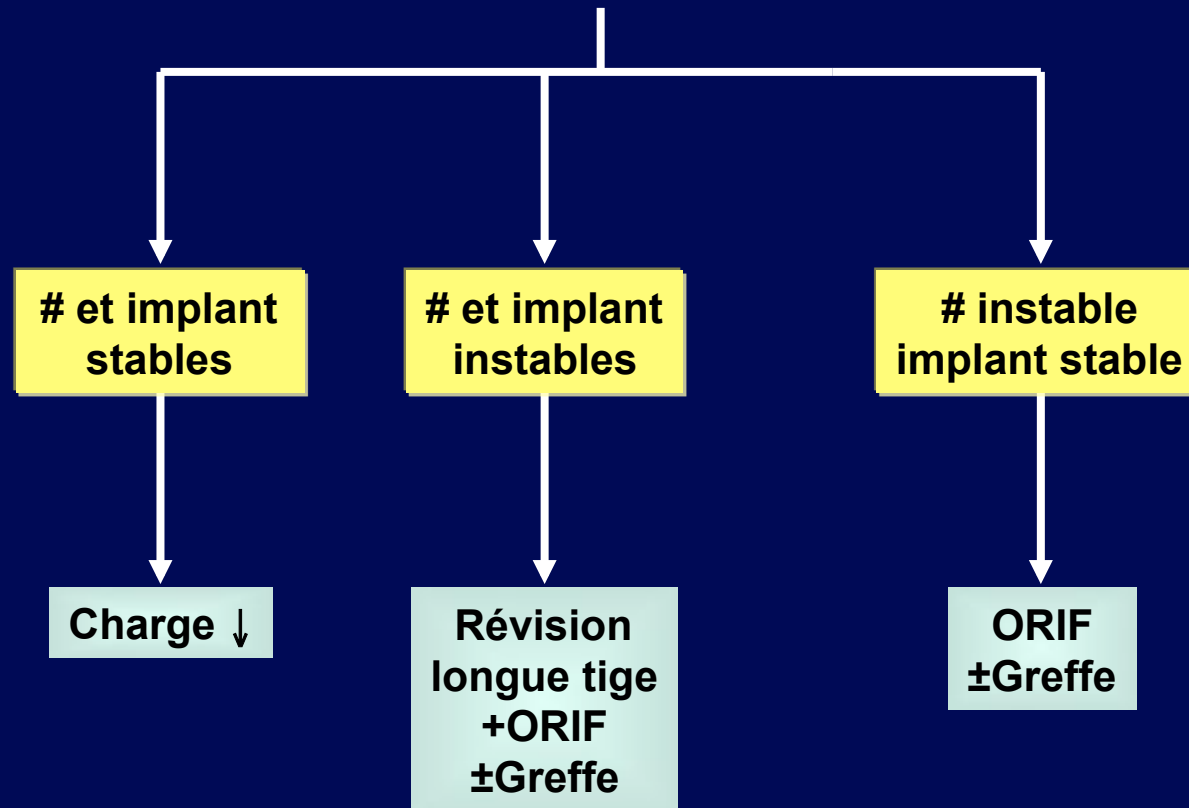 # et implant
stables
# et implant
instables
# instable
implant stable
Charge ↓
Révision
longue tige
+ORIF
±Greffe
ORIF
±Greffe